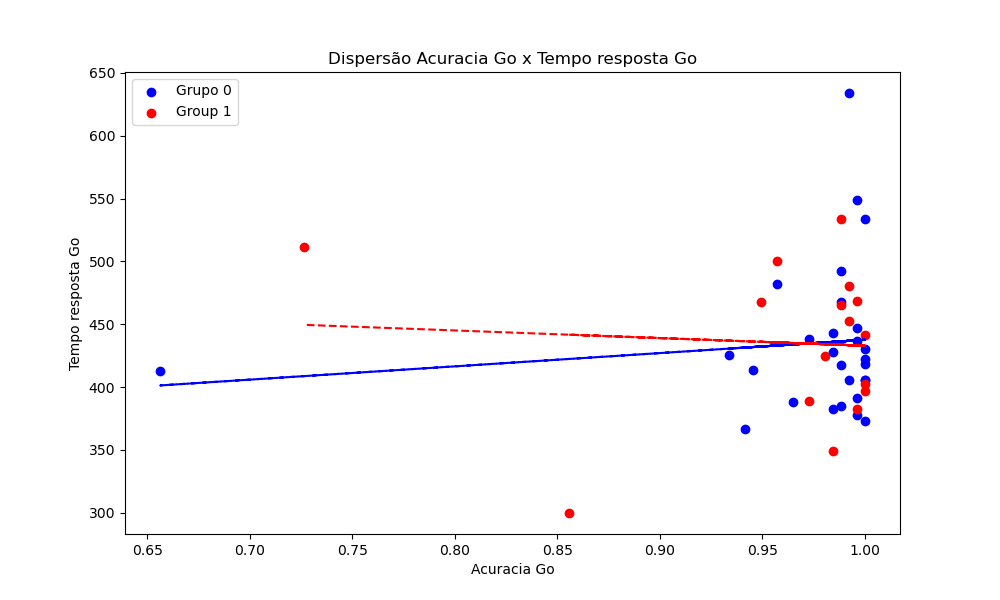 Dispersão Acuracia Go x Tempo resposta Go
Grupo 0
Group 1
Tempo resposta Go
650
600
550
500
450
400
350
300
0.65 0.70 0.75 0.80 0.85 0.90 0.95 1.00
Acuracia Go